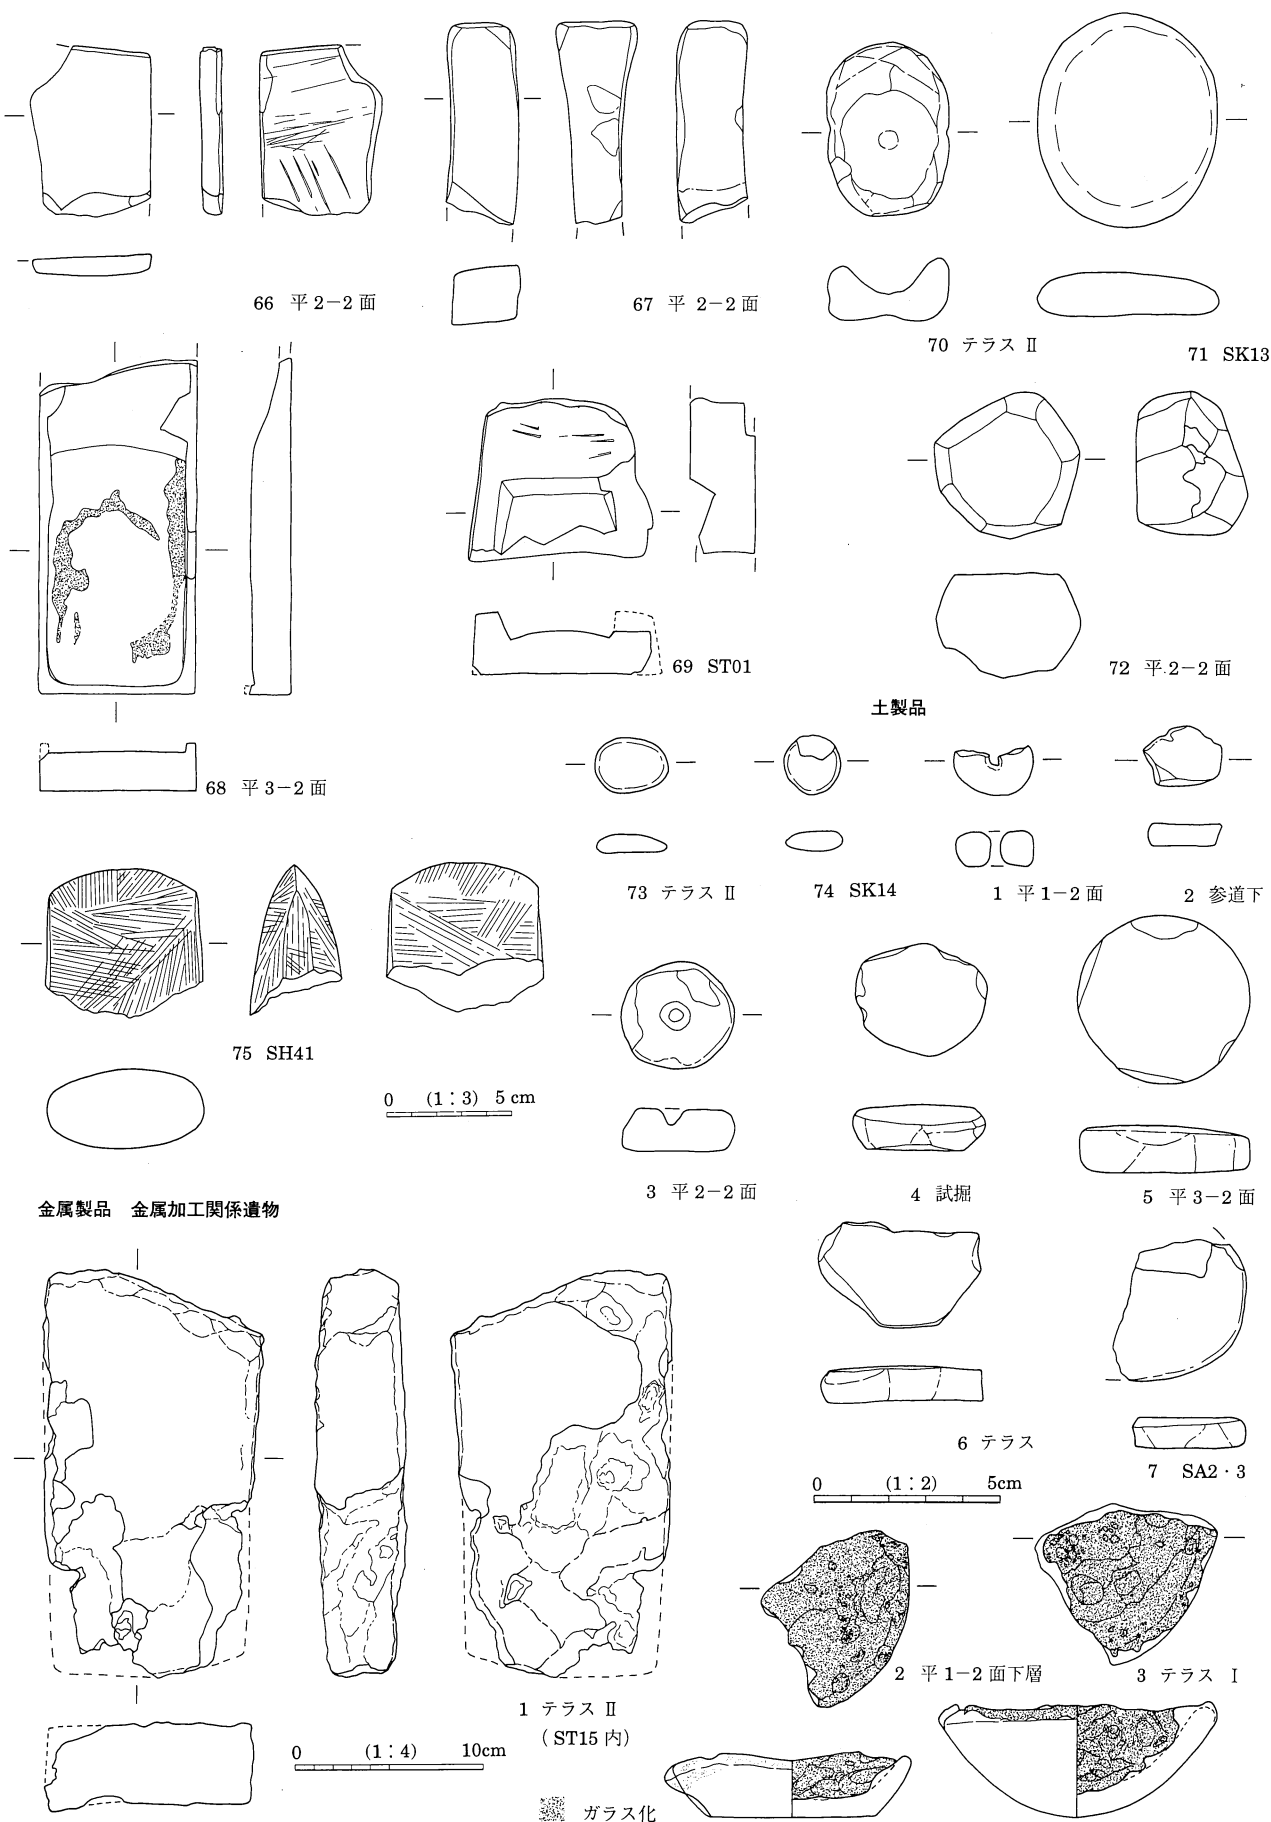 66 平2-2面
67 平 2-2面
70 テラス Ⅱ
71 SK13
69 ST01
72 平2-2面
68 平3-2面
土製品
73 テラス Ⅱ
74 SK14
1 平1-2面
2 参道下
75 SH41
0 (1:3) 5cm
3 平2-2面
4 試掘
5 平3-2面
金属製品 金属加工関係遺物
6 テラス
7 SA2・3
0 (1:2) 5cm
2 平1-2面下層
3 テラス Ⅰ
1 テラス Ⅱ
(ST15内)
0 (1:4) 10cm
ガラス化